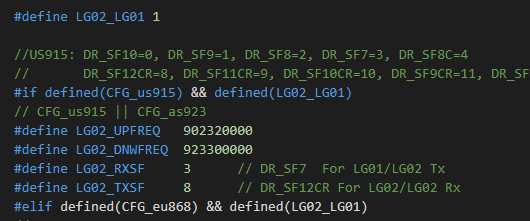 #define LG02_LG01 1
//US915: DR_SF10=0, DR_SF9=1, DR_SF8=2, DR_SF7=3, DR_SF8C=4
// DR_SF12CR=8, DR_SF11CR=9, DR_SF10CR=10, DR_SF9CR=11, DR_SF
#if defined(CFG_us915) && defined(LG02_LG01)
// CFG_us915 || CFG_as923
#define LG02_UPFREQ 902320000
#define LG02_DNWFREQ 923300000
#define LG02_RXSF 3 // DR_SF7 For LG01/LG02 Tx
#define LG02_TXSF 8 // DR_SF12CR For LG02/LG02 Rx
#elif defined(CFG_eu868) && defined(LG02_LG01)